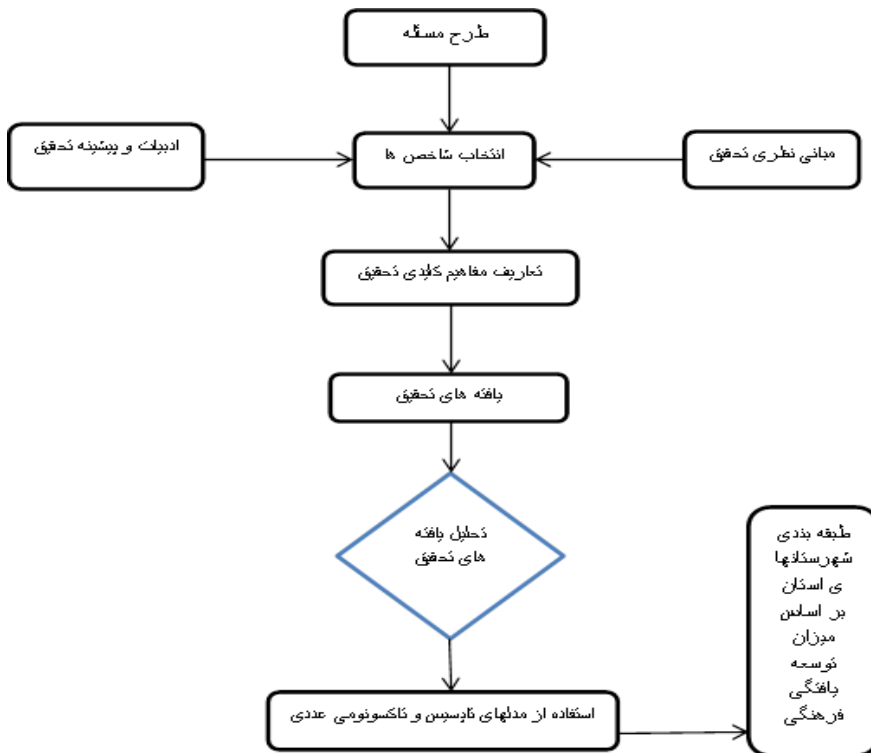 طرح مسئله
مبانی نظری تحقیق
انتخاب شاخص ها
ادبیات و پیشینه تحقیق
تعاریف مفاهیم کلیدی تحقیق
یافته های تحقیق
تحلیل یافته
های تحقیق
استفاده از مدلهای تاپسیس و تاکسونومی عددی
طبقه بندی
شهرستانها
ی استان
بر اساس
میزان
توسعه
یافتگی
فرهنگی